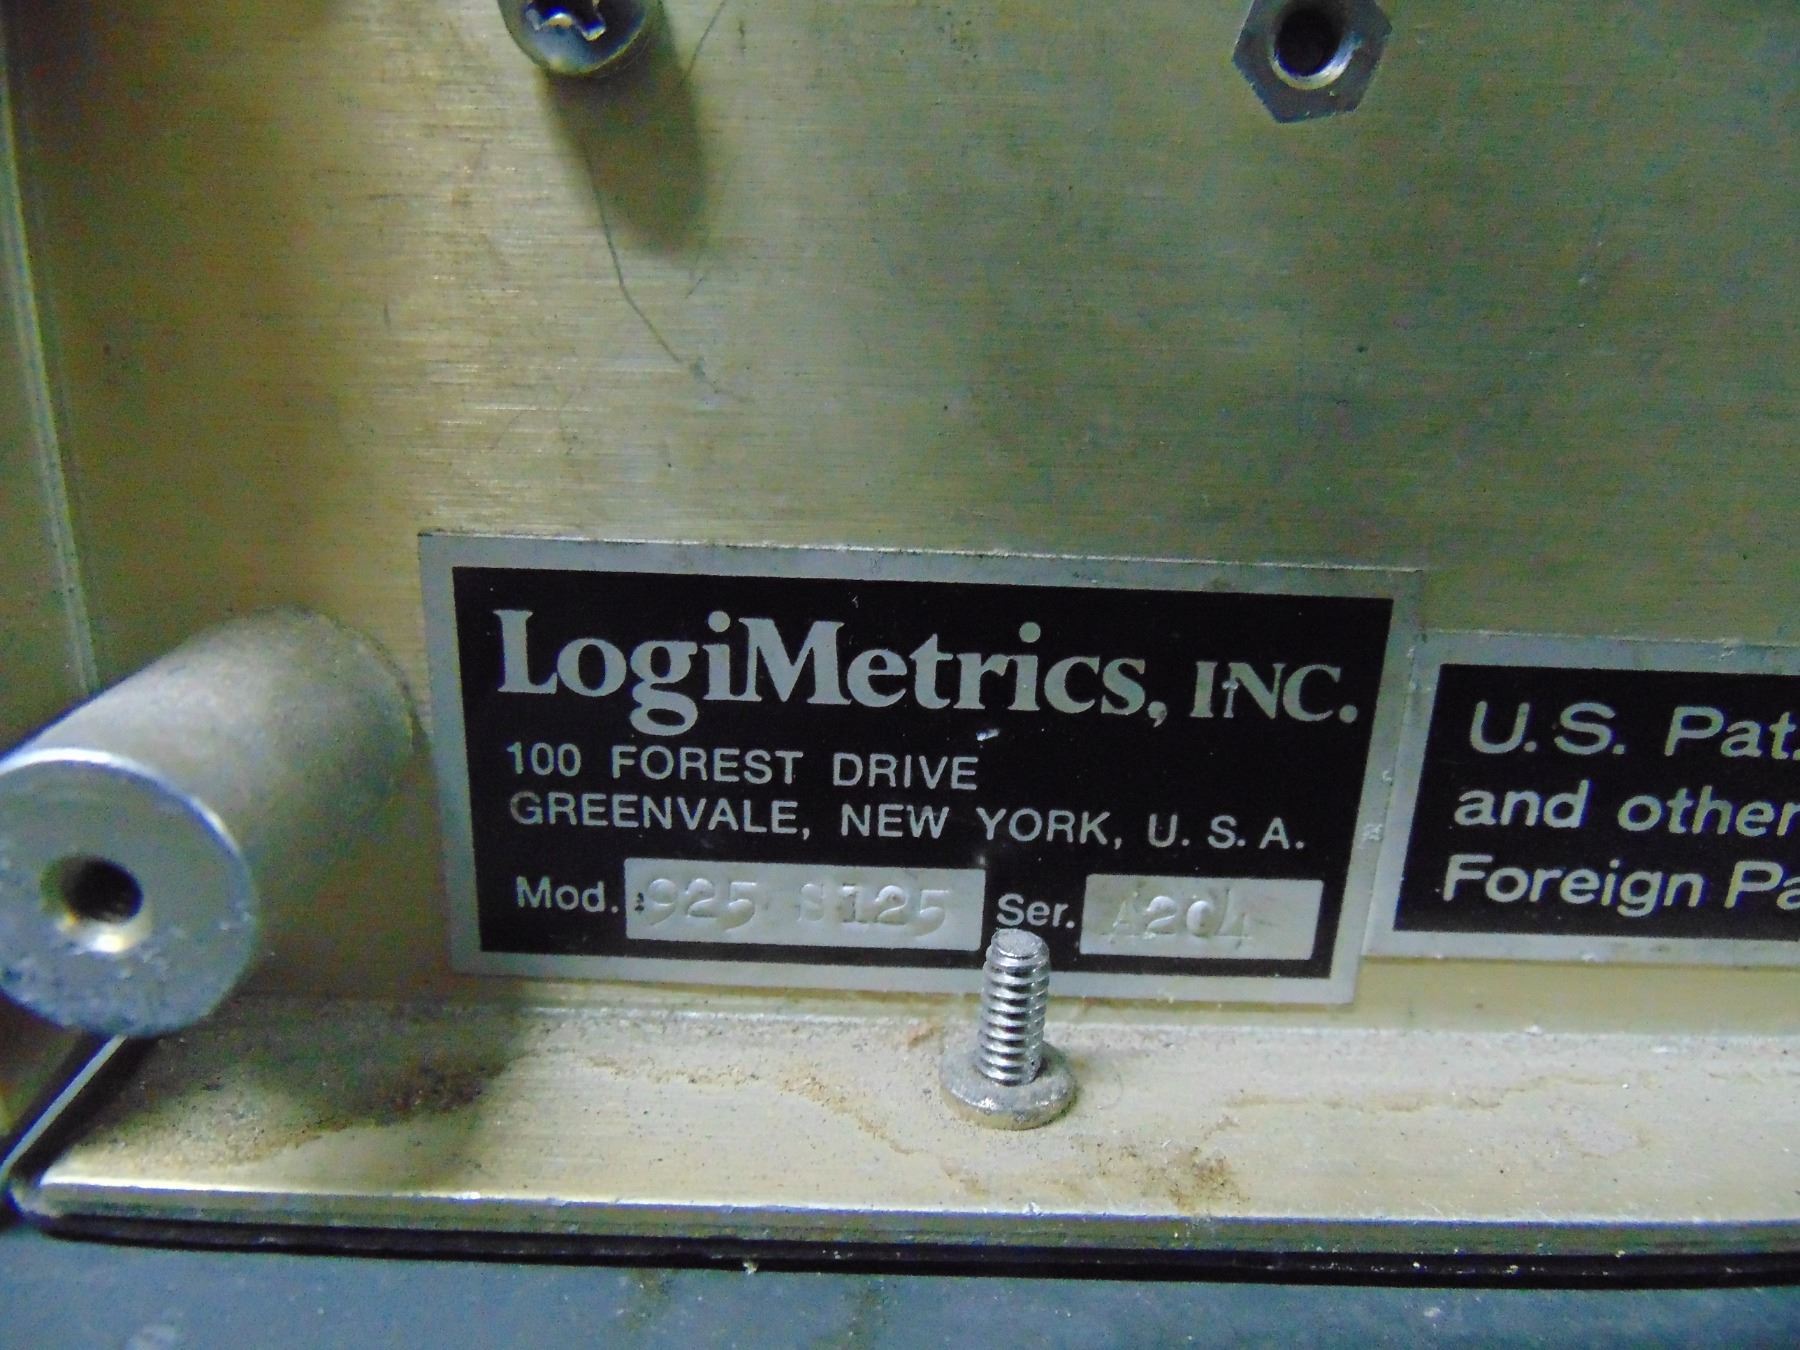 LogiMetrics, INC.
100 FOREST DRIVE
GREENVALE, NEW YORK, U. S. A.
Mod. 925 S125 Ser. A204
U.S. Pat.
and other
Foreign Pa